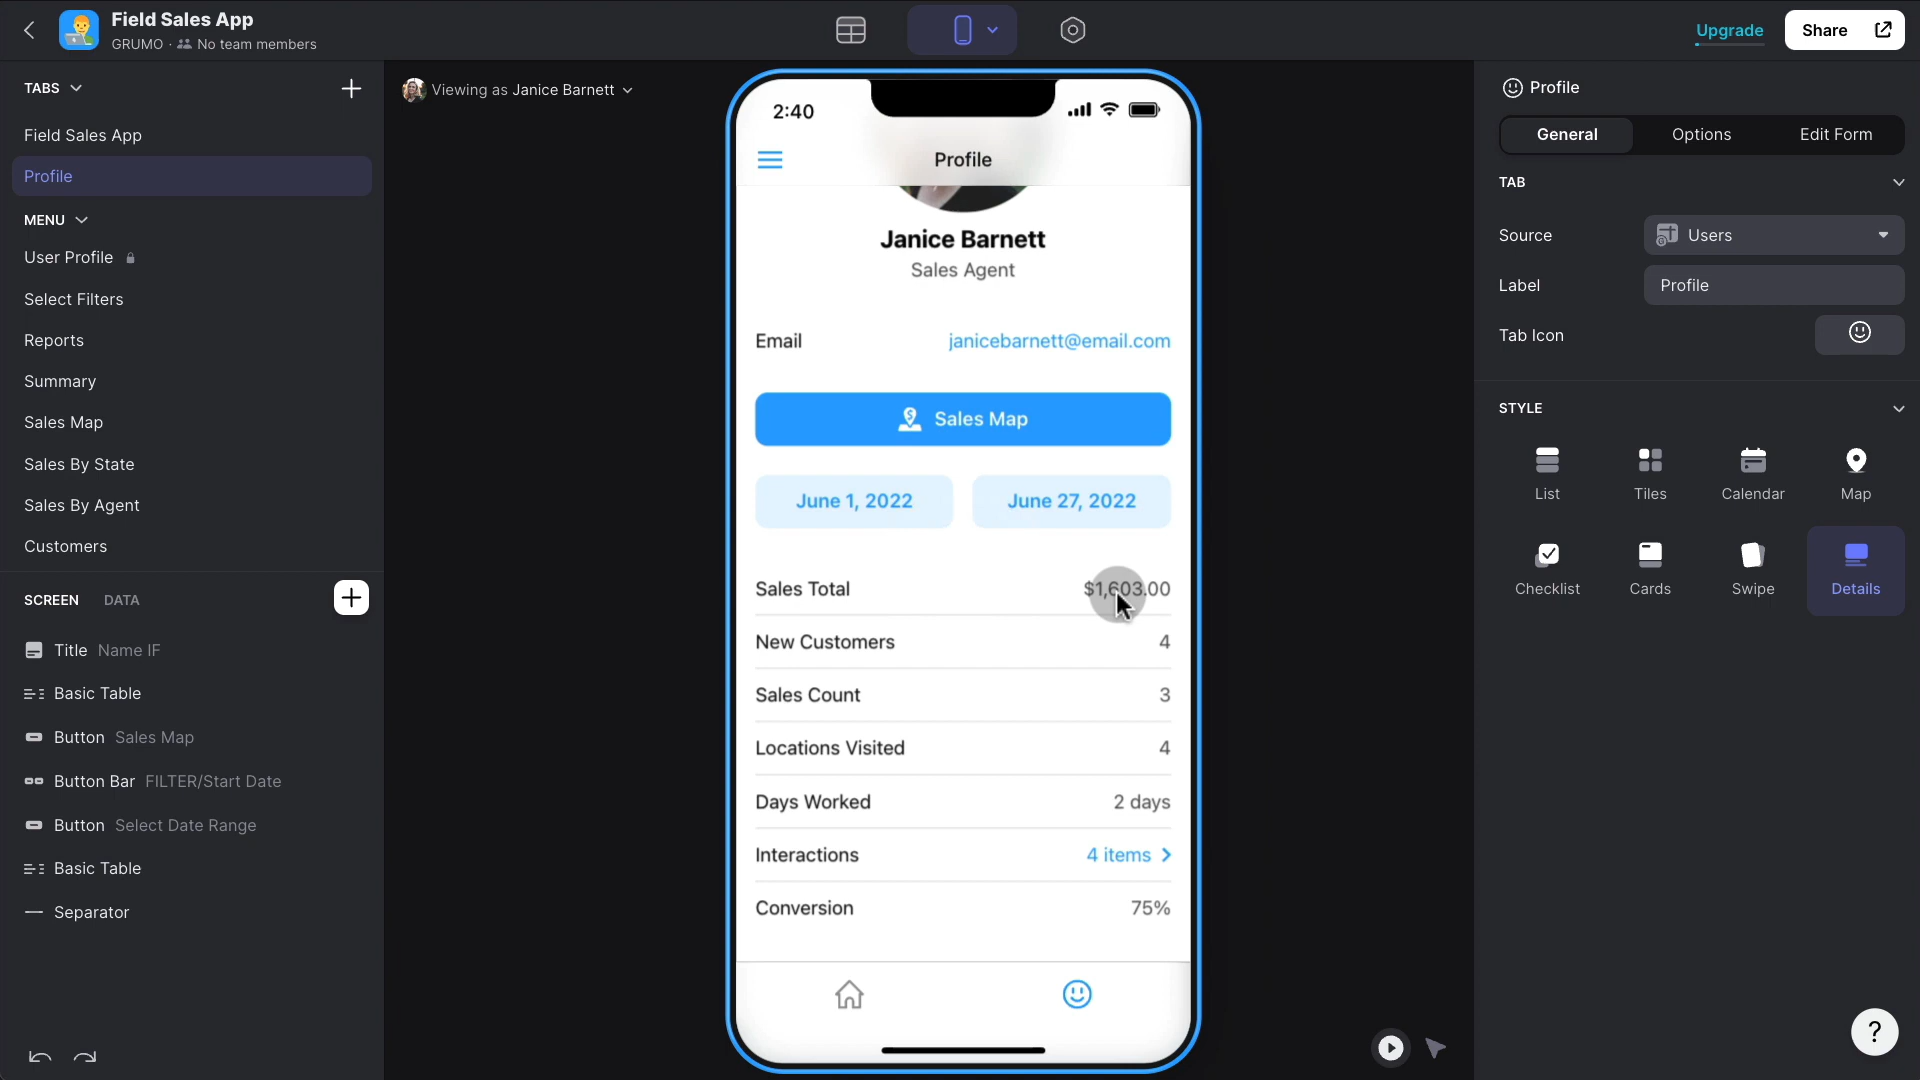 Field Sales App
GRUMO · No team members
Upgrade
Share
TABS
Field Sales App
Profile
MENU
User Profile
Select Filters
Reports
Summary
Sales Map
Sales By State
Sales By Agent
Customers
SCREEN DATA
Title Name IF
Basic Table
Button Sales Map
Button Bar FILTER/Start Date
Button Select Date Range
Basic Table
Separator
Viewing as Janice Barnett
2:40
Profile
Janice Barnett
Sales Agent
Email janicebarnett@email.com
Sales Map
June 1, 2022 June 27, 2022
Sales Total $1,603.00
New Customers 4
Sales Count 3
Locations Visited 4
Days Worked 2 days
Interactions 4 items
Conversion 75%
Profile
General Options Edit Form
TAB
Source Users
Label Profile
Tab Icon
STYLE
List Tiles Calendar Map
Checklist Cards Swipe Details
?